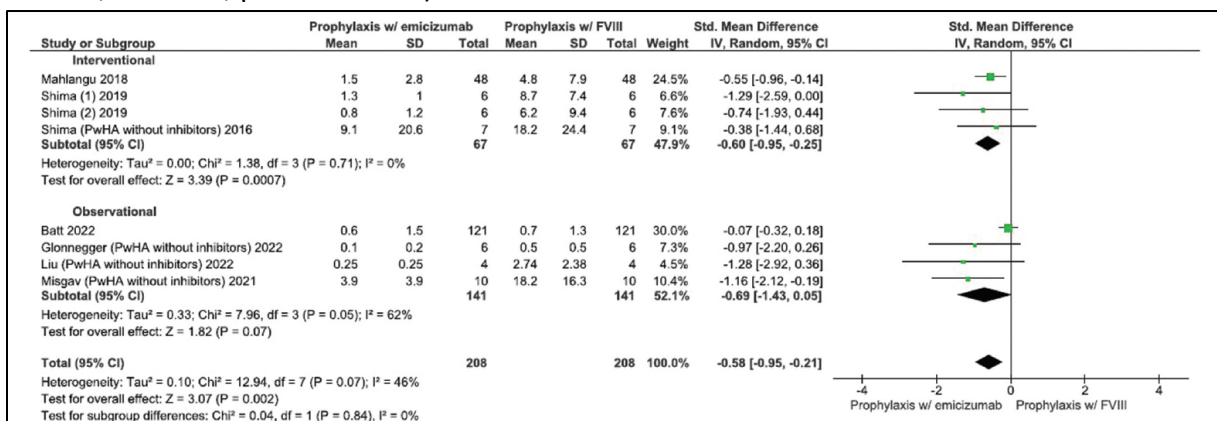 Prophylaxis w/ emicizumab Prophylaxis w/ FVIII Std. Mean Difference Std. Mean Difference
Study or Subgroup Mean SD Total Mean SD Total Weight IV, Random, 95% CI IV, Random, 95% CI
Interventional
Mahlangu 2018 1.5 2.8 48 4.8 7.9 48 24.5% -0.55 [-0.96, -0.14]
Shima (1) 2019 1.3 1 6 8.7 7.4 6 6.6% -1.29 [-2.59, 0.00]
Shima (2) 2019 0.8 1.2 6 6.2 9.4 6 7.6% -0.74 [-1.93, 0.44]
Shima (PwHA without inhibitors) 2016 9.1 20.6 7 18.2 24.4 7 9.1% -0.38 [-1.44, 0.68]
Subtotal (95% CI) 67 67 47.9% -0.60 [-0.95, -0.25]
Heterogeneity: Tau² = 0.00; Chi² = 1.38, df = 3 (P = 0.71); I² = 0%
Test for overall effect: Z = 3.39 (P = 0.0007)
Observational
Batt 2022 0.6 1.5 121 0.7 1.3 121 30.0% -0.07 [-0.32, 0.18]
Glonnegger (PwHA without inhibitors) 2022 0.1 0.2 6 0.5 0.5 6 7.3% -0.97 [-2.20, 0.26]
Liu (PwHA without inhibitors) 2022 0.25 0.25 4 2.74 2.38 4 4.5% -1.28 [-2.92, 0.36]
Misgav (PwHA without inhibitors) 2021 3.9 3.9 10 18.2 16.3 10 10.4% -1.16 [-2.12, -0.19]
Subtotal (95% CI) 141 141 52.1% -0.69 [-1.43, 0.05]
Heterogeneity: Tau² = 0.33; Chi² = 7.96, df = 3 (P = 0.05); I² = 62%
Test for overall effect: Z = 1.82 (P = 0.07)
Total (95% CI) 208 208 100.0% -0.58 [-0.95, -0.21]
Heterogeneity: Tau² = 0.10; Chi² = 12.94, df = 7 (P = 0.07); I² = 46%
Test for overall effect: Z = 3.07 (P = 0.002)
Test for subgroup differences: Chi² = 0.04, df = 1 (P = 0.84), I² = 0%
-4 -2 0 2 4
Prophylaxis w/ emicizumab Prophylaxis w/ FVIII